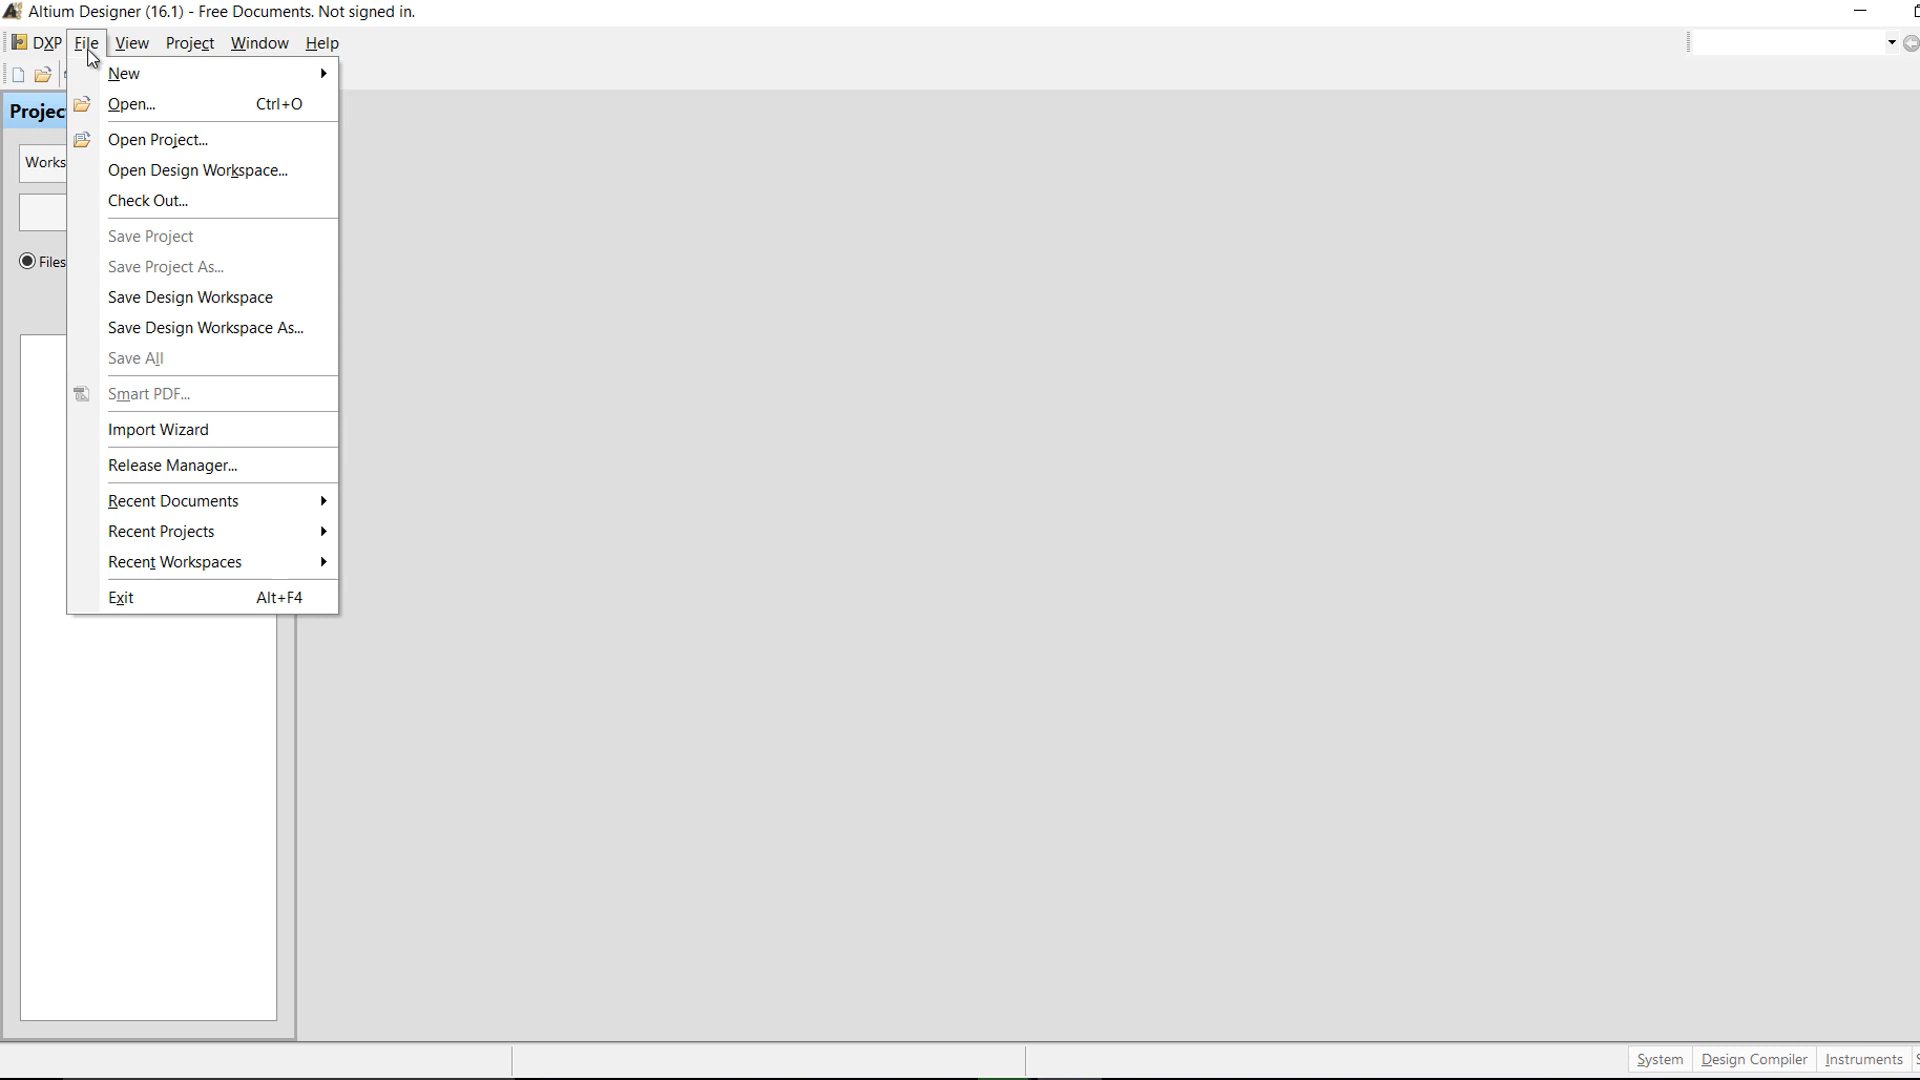 Altium Designer (16.1) - Free Documents. Not signed in.
DXP File View Project Window Help
New
Open... Ctrl+O
Open Project...
Open Design Workspace...
Check Out...
Save Project
Save Project As...
Save Design Workspace
Save Design Workspace As...
Save All
Smart PDF...
Import Wizard
Release Manager...
Recent Documents
Recent Projects
Recent Workspaces
Exit Alt+F4
Projec
Works
Files
System Design Compiler Instruments S